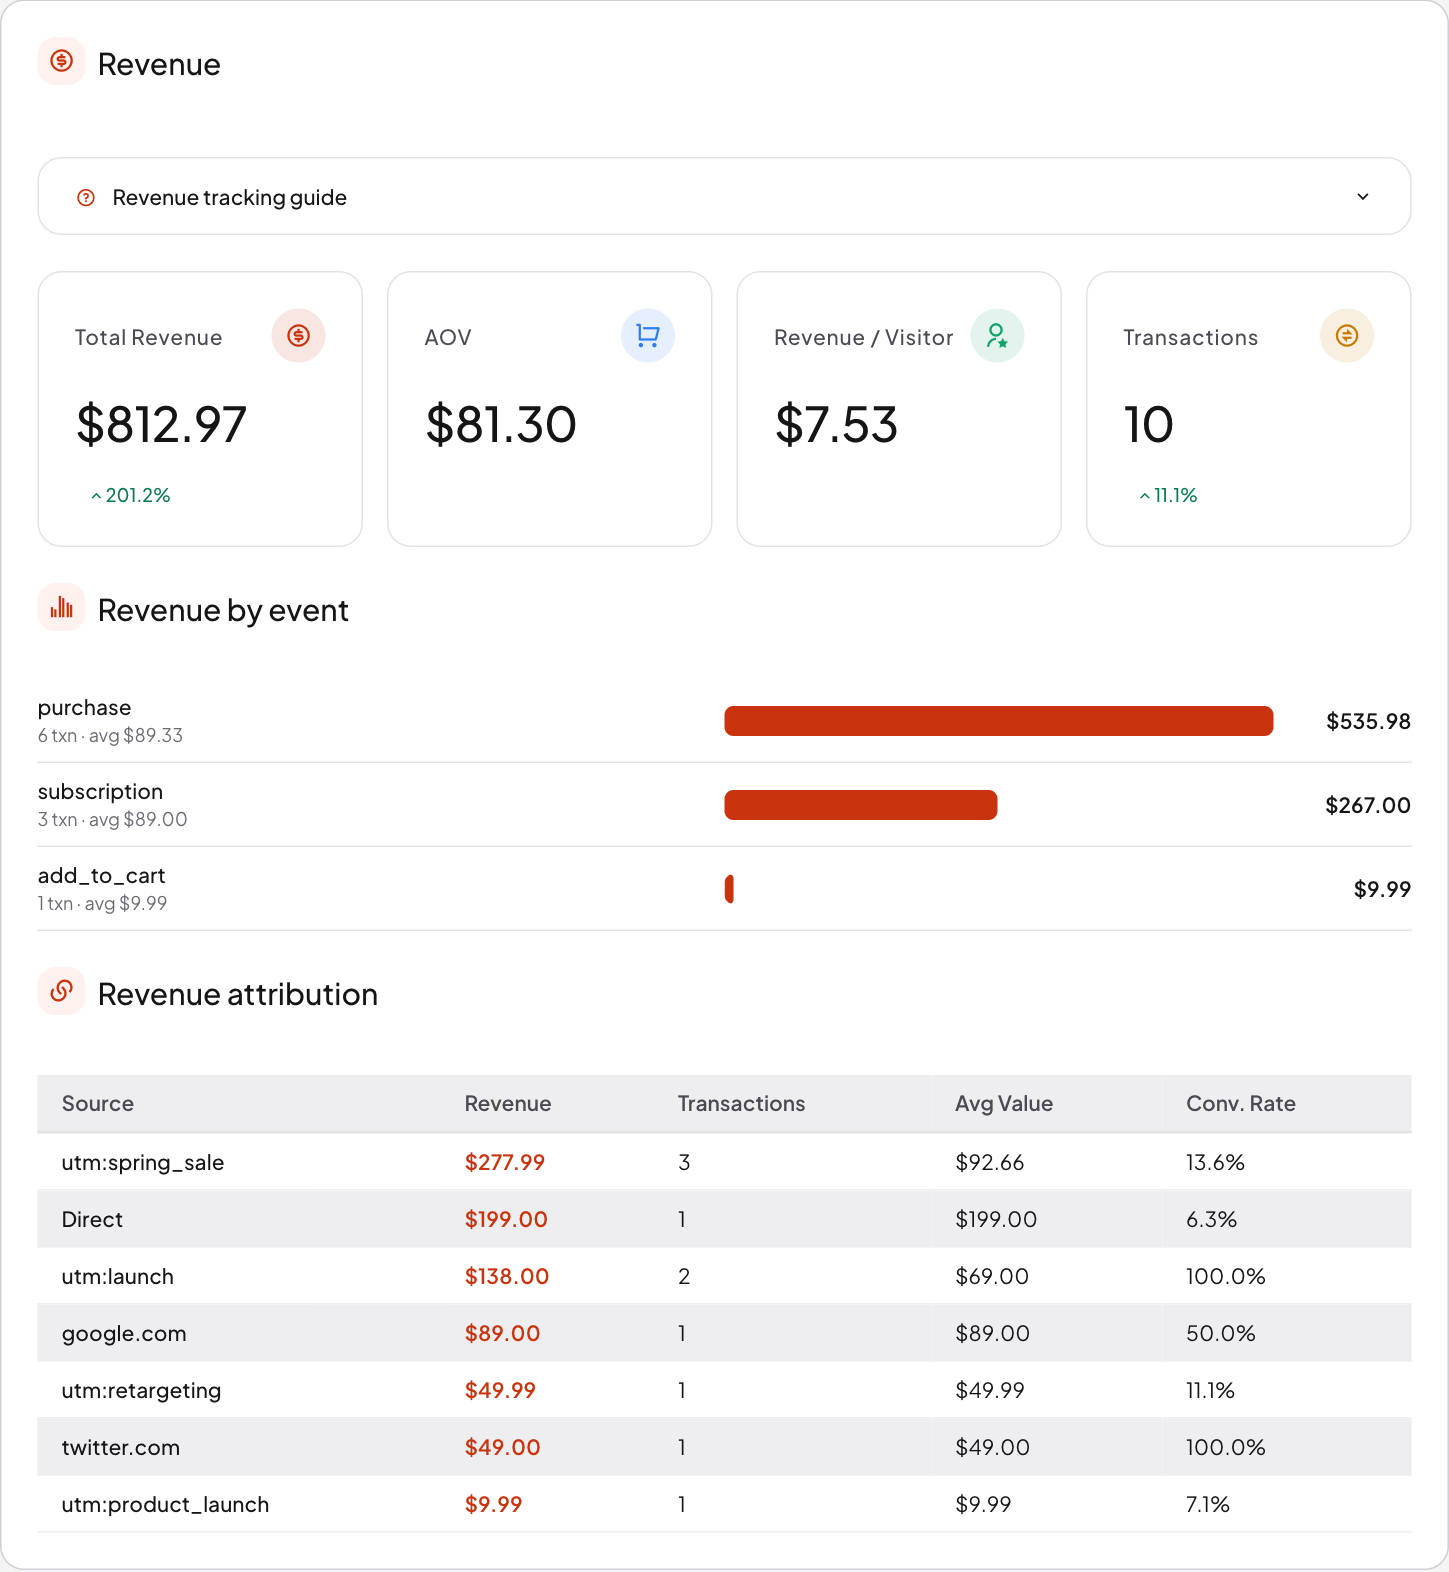 Revenue
Revenue tracking guide
Total Revenue
$812.97
201.2%
AOV
$81.30
Revenue / Visitor
$7.53
Transactions
10
11.1%
Revenue by event
purchase
6 txn · avg $89.33
$535.98
subscription
3 txn · avg $89.00
$267.00
add_to_cart
1 txn · avg $9.99
$9.99
Revenue attribution
Source Revenue Transactions Avg Value Conv. Rate
utm:spring_sale $277.99 3 $92.66 13.6%
Direct $199.00 1 $199.00 6.3%
utm:launch $138.00 2 $69.00 100.0%
google.com $89.00 1 $89.00 50.0%
utm:retargeting $49.99 1 $49.99 11.1%
twitter.com $49.00 1 $49.00 100.0%
utm:product_launch $9.99 1 $9.99 7.1%